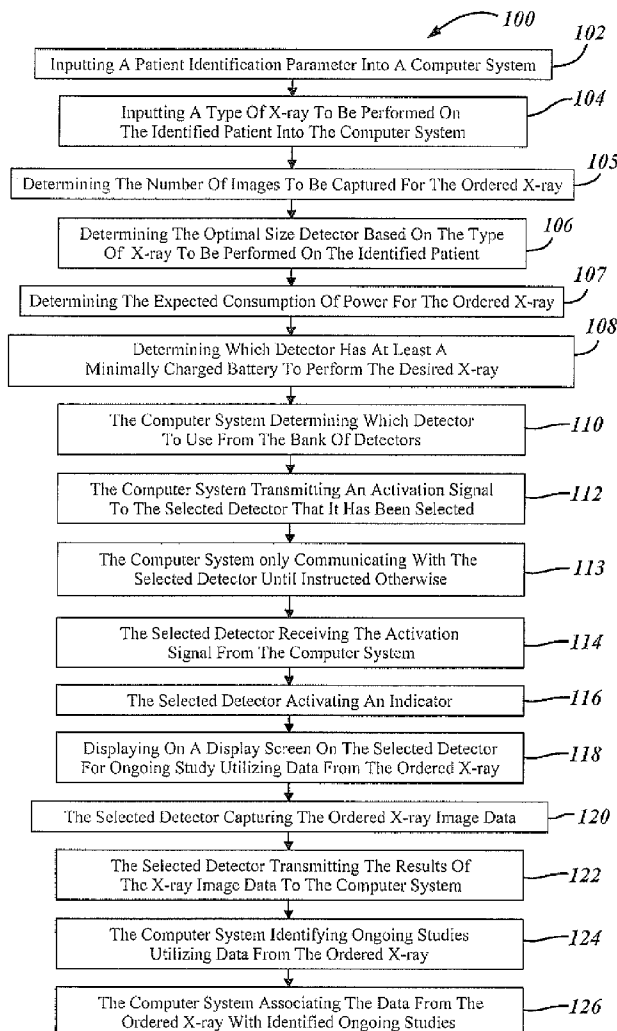 100
Inputting A Patient Identification Parameter Into A Computer System
102
Inputting A Type Of X-ray To Be Performed On
The Identified Patient Into The Computer System
104
Determining The Number Of Images To Be Captured For The Ordered X-ray
105
Determining The Optimal Size Detector Based On The Type
Of X-ray To Be Performed On The Identified Patient
106
Determining The Expected Consumption Of Power For The Ordered X-ray
107
Determining Which Detector Has At Least A
Minimally Charged Battery To Perform The Desired X-ray
108
The Computer System Determining Which Detector
To Use From The Bank Of Detectors
110
The Computer System Transmitting An Activation Signal
To The Selected Detector That It Has Been Selected
112
The Computer System only Communicating With The
Selected Detector Until Instructed Otherwise
113
The Selected Detector Receiving The Activation
Signal From The Computer System
114
The Selected Detector Activating An Indicator
116
Displaying On A Display Screen On The Selected Detector
For Ongoing Study Utilizing Data From The Ordered X-ray
118
The Selected Detector Capturing The Ordered X-ray Image Data
120
The Selected Detector Transmitting The Results Of
The X-ray Image Data To The Computer System
122
The Computer System Identifying Ongoing Studies
Utilizing Data From The Ordered X-ray
124
The Computer System Associating The Data From The
Ordered X-ray With Identified Ongoing Studies
126